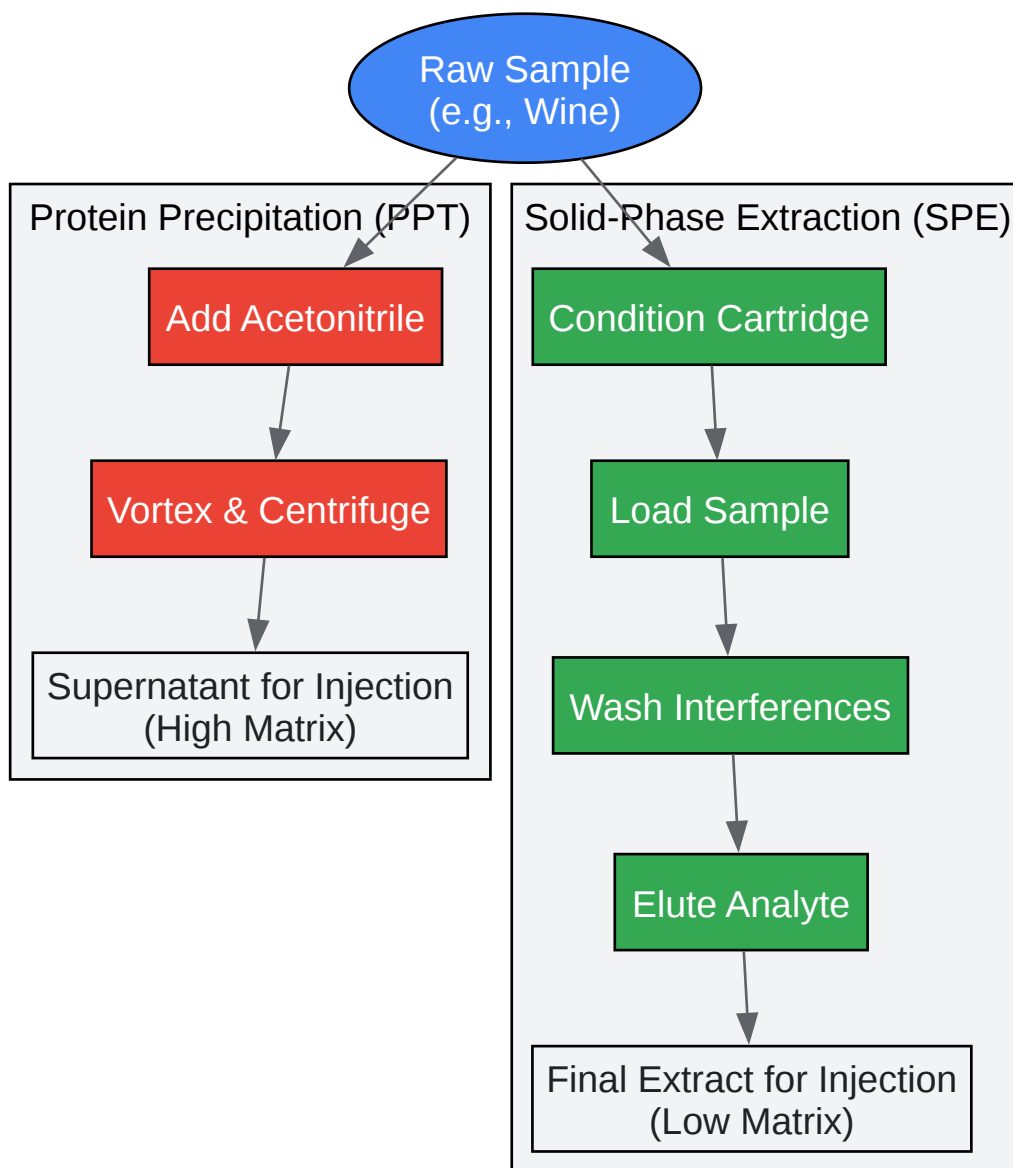 Raw Sample
(e.g., Wine)
Protein Precipitation (PPT)
Add Acetonitrile
Vortex & Centrifuge
Supernatant for Injection
(High Matrix)
Solid-Phase Extraction (SPE)
Condition Cartridge
Load Sample
Wash Interferences
Elute Analyte
Final Extract for Injection
(Low Matrix)